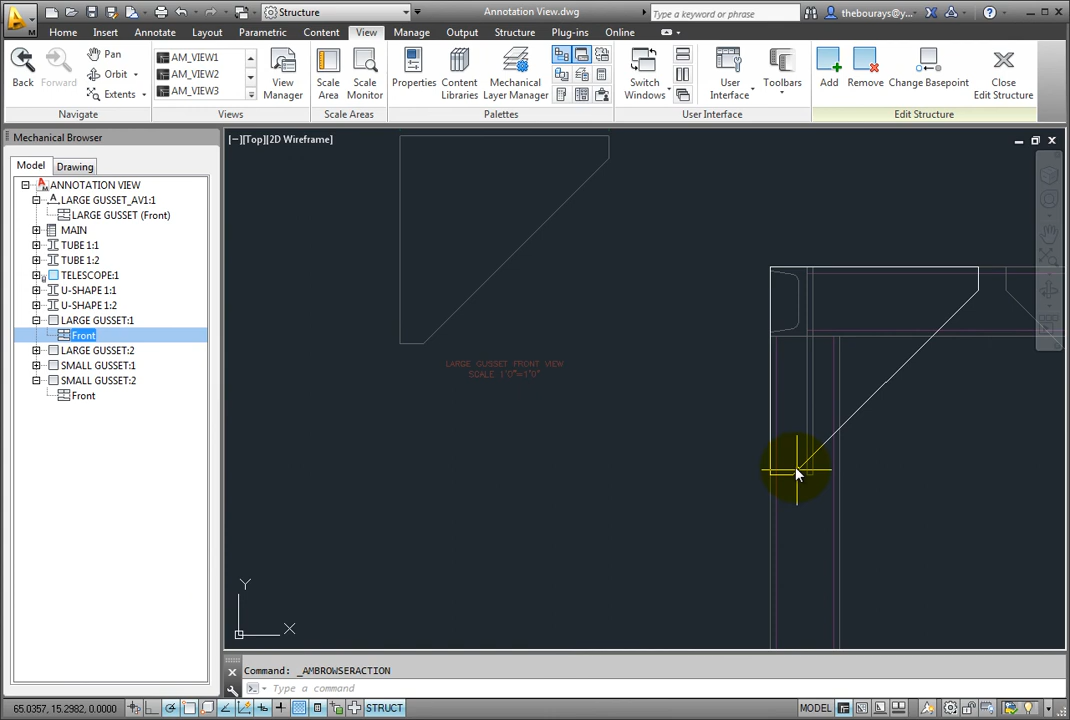 Structure
Annotation View.dwg
Type a keyword or phrase
thebourays@y...
Home Insert Annotate Layout Parametric Content View Manage Output Structure Plug-ins Online
Back
Forward
Pan
Orbit
Extents
Navigate
AM_VIEW1
AM_VIEW2
AM_VIEW3
View Manager
Views
Scale Area
Scale Monitor
Scale Areas
Properties
Content Libraries
Mechanical Layer Manager
Palettes
Switch Windows
User Interface
Toolbars
User Interface
Add
Remove
Change Basepoint
Close Edit Structure
Edit Structure
Mechanical Browser
Model Drawing
ANNOTATION VIEW
LARGE GUSSET_AV1:1
LARGE GUSSET (Front)
MAIN
TUBE 1:1
TUBE 1:2
TELESCOPE:1
U-SHAPE 1:1
U-SHAPE 1:2
LARGE GUSSET:1
Front
LARGE GUSSET:2
SMALL GUSSET:1
SMALL GUSSET:2
Front
[−][Top][2D Wireframe]
LARGE GUSSET FRONT VIEW
SCALE 1'0"=1'0"
Y
X
Command: _AMBROWSERACTION
Type a command
65.0357, 15.2982, 0.0000
STRUCT
MODEL